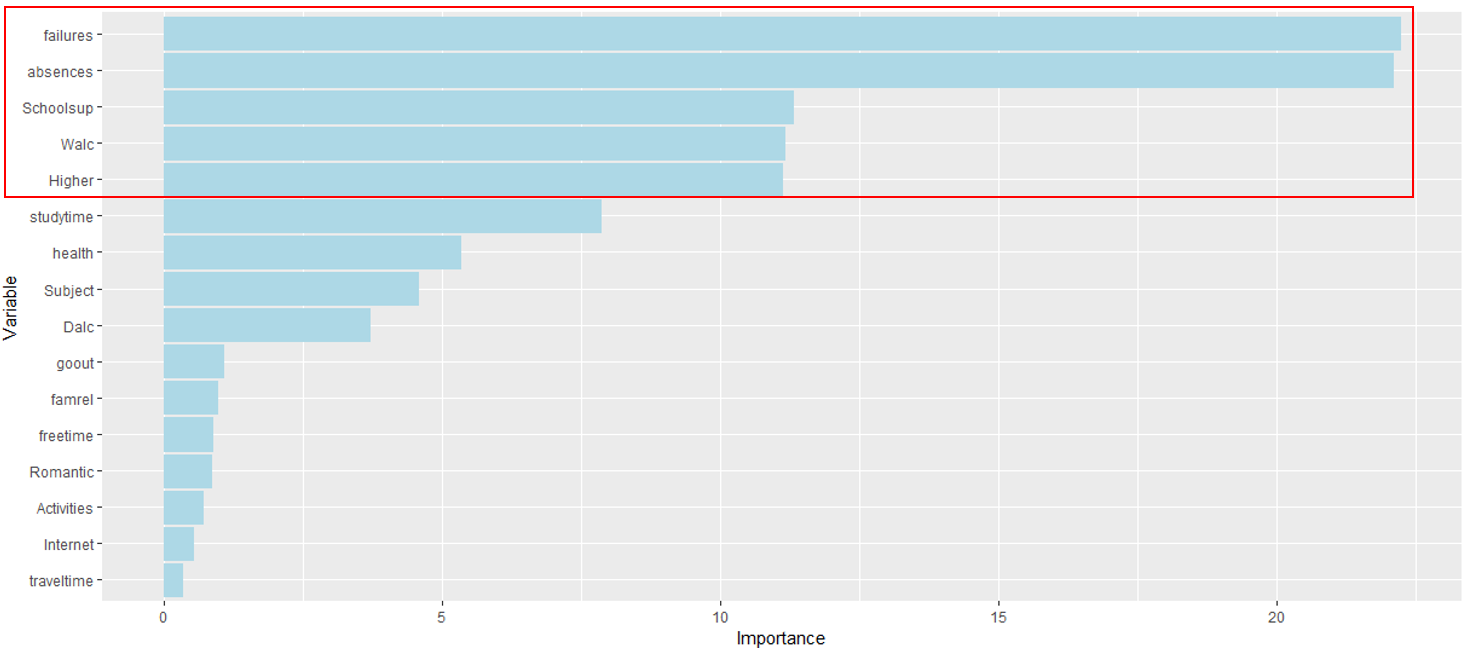 failures
absences
Schoolsup
Walc
Higher
studytime
health
Subject
Dalc
goout
famrel
freetime
Romantic
Activities
Internet
traveltime
Variable
0 5 10 15 20
Importance